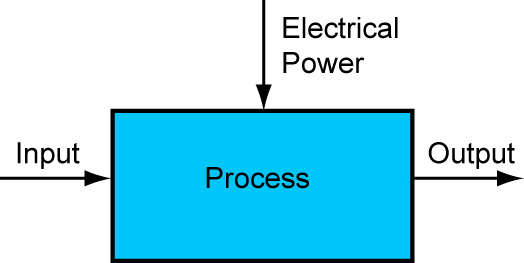 Electrical
Power
Input
Process
Output